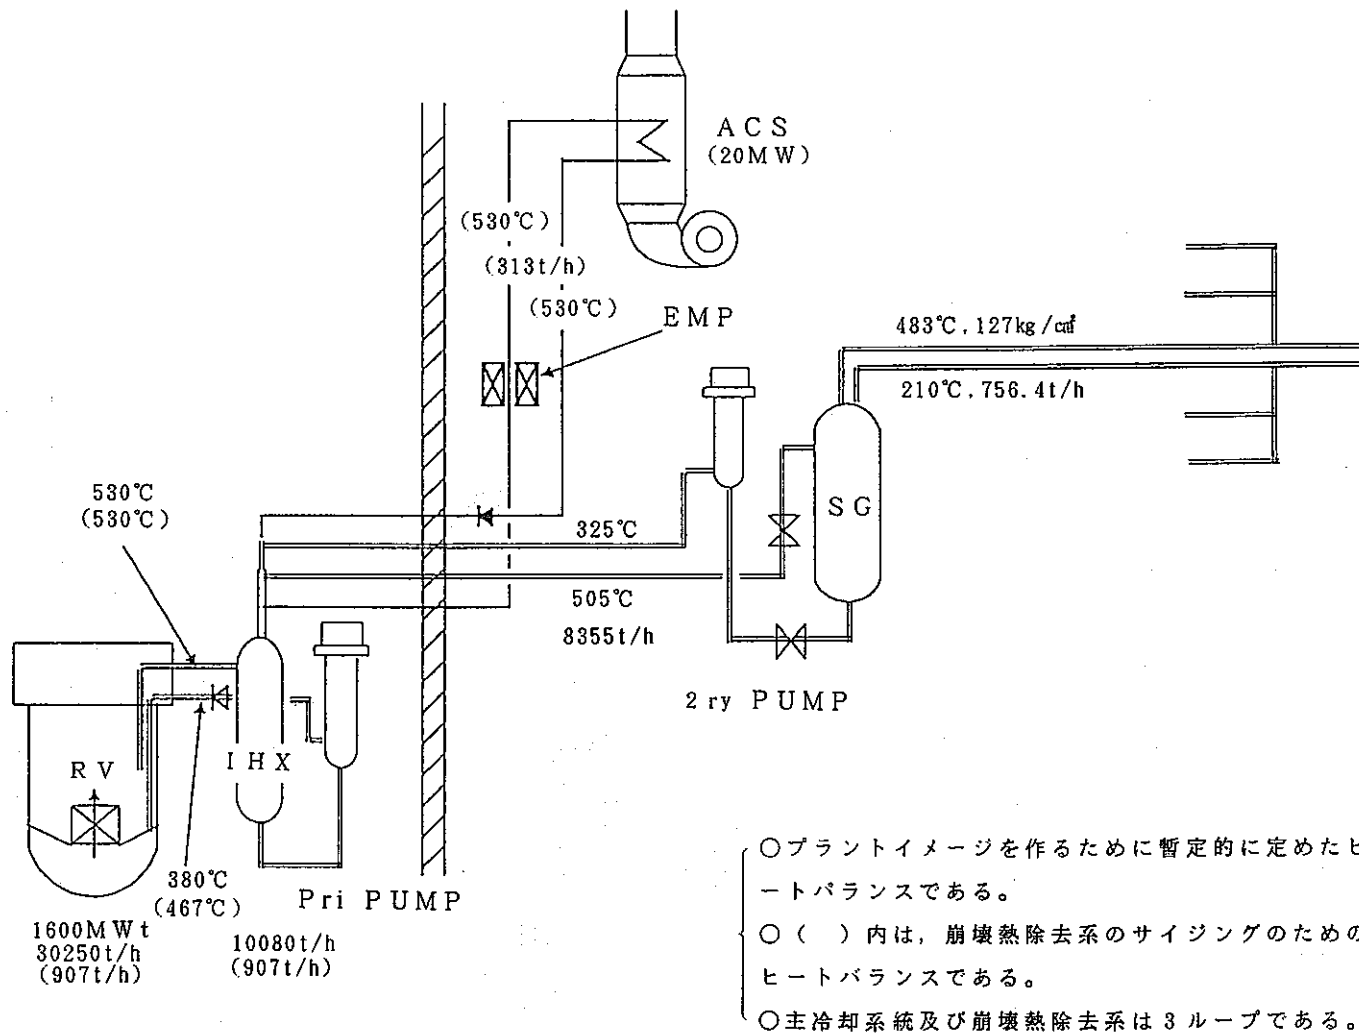 ACS
(20MW)
(530℃)
(313t/h)
(530℃)
EMP
483℃, 127kg/c㎡
210℃, 756.4t/h
SG
530℃
(530℃)
325℃
505℃
8355t/h
2ry PUMP
RV
IHX
380℃
(467℃)
Pri PUMP
1600MWt
30250t/h
(907t/h)
10080t/h
(907t/h)
○プラントイメージを作るために暫定的に定めたヒ
ートバランスである。
○（　）内は，崩壊熱除去系のサイジングのための
ヒートバランスである。
○主冷却系統及び崩壊熱除去系は3ループである。